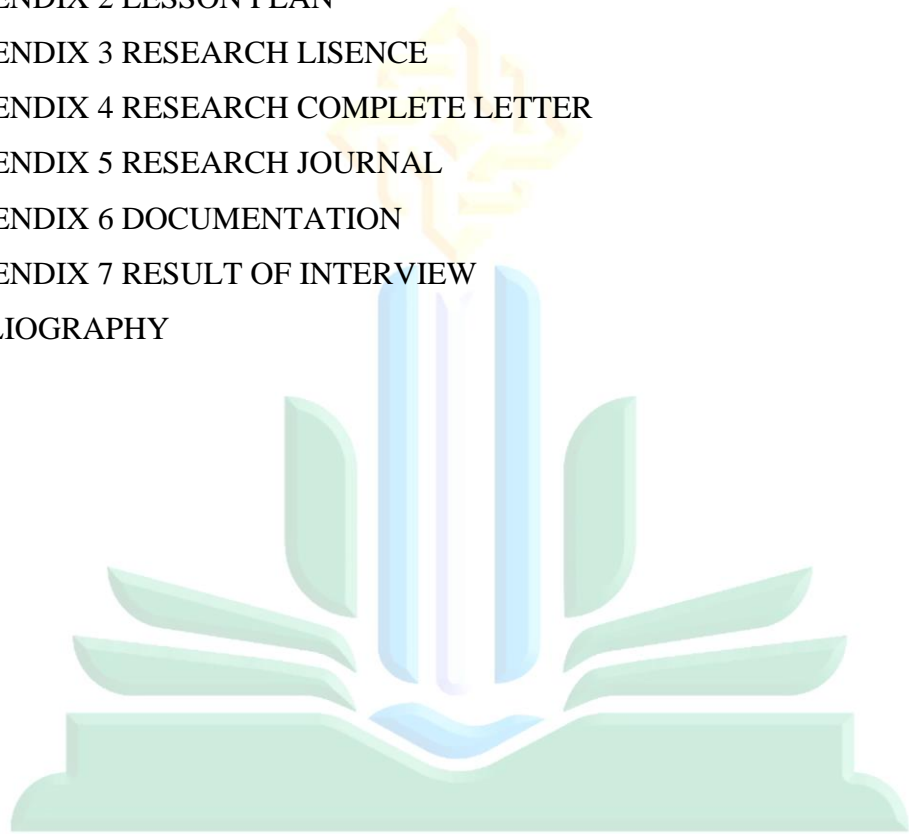 ENDIX 2 LESSON PLAN
ENDIX 3 RESEARCH LISENCE
ENDIX 4 RESEARCH COMPLETE LETTER
ENDIX 5 RESEARCH JOURNAL
ENDIX 6 DOCUMENTATION
ENDIX 7 RESULT OF INTERVIEW
LIOGRAPHY